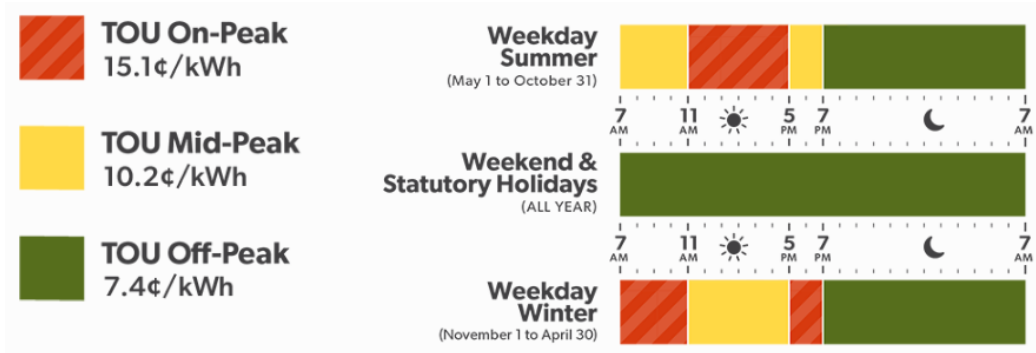 TOU On-Peak
15.1¢/kWh
TOU Mid-Peak
10.2¢/kWh
TOU Off-Peak
7.4¢/kWh
Weekday
Summer
(May 1 to October 31)
7 11 5 7 7
AM AM PM PM AM
Weekend &
Statutory Holidays
(ALL YEAR)
7 11 5 7 7
AM AM PM PM AM
Weekday
Winter
(November 1 to April 30)